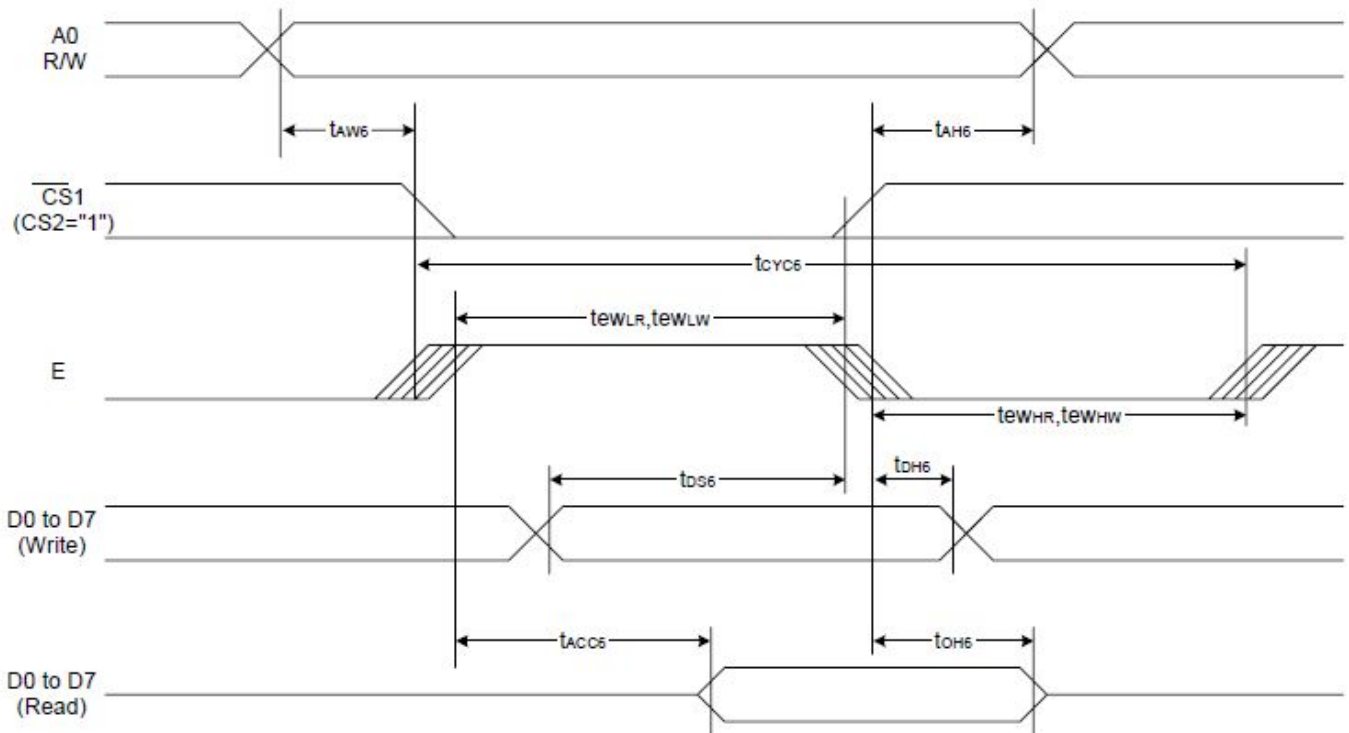 A0
R/W
tAW6
tAH6
CS1
(CS2="1")
tCYC6
tewLR,tewLW
E
tewHR,tewHW
tDS6
tDH6
D0 to D7
(Write)
tACC6
tOH6
D0 to D7
(Read)